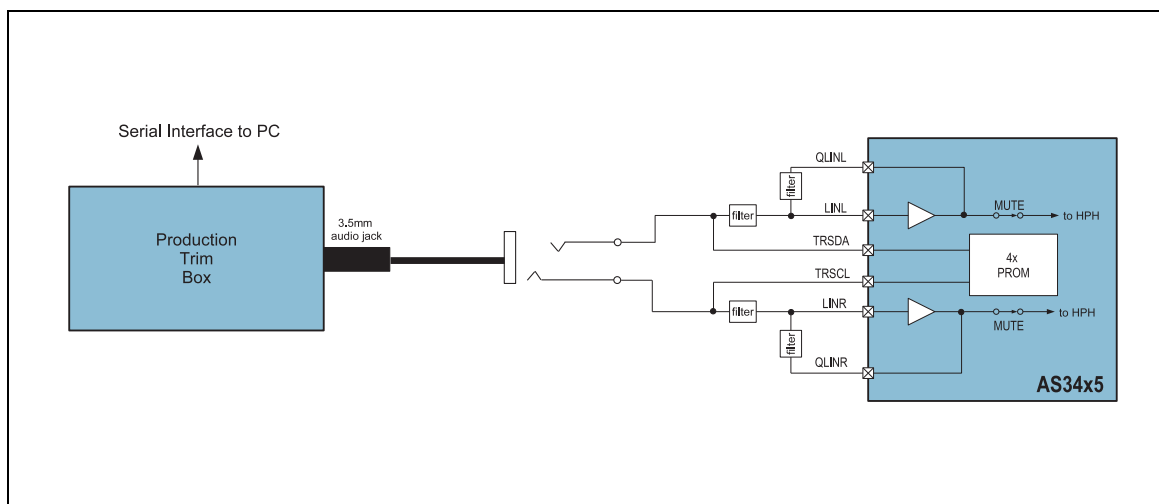 Serial Interface to PC
Production
Trim
Box
3.5mm
audio jack
filter
filter
filter
filter
QLINL
LINL
TRSDA
TRSCL
LINR
QLINR
MUTE
to HPH
4x
PROM
to HPH
MUTE
AS34x5